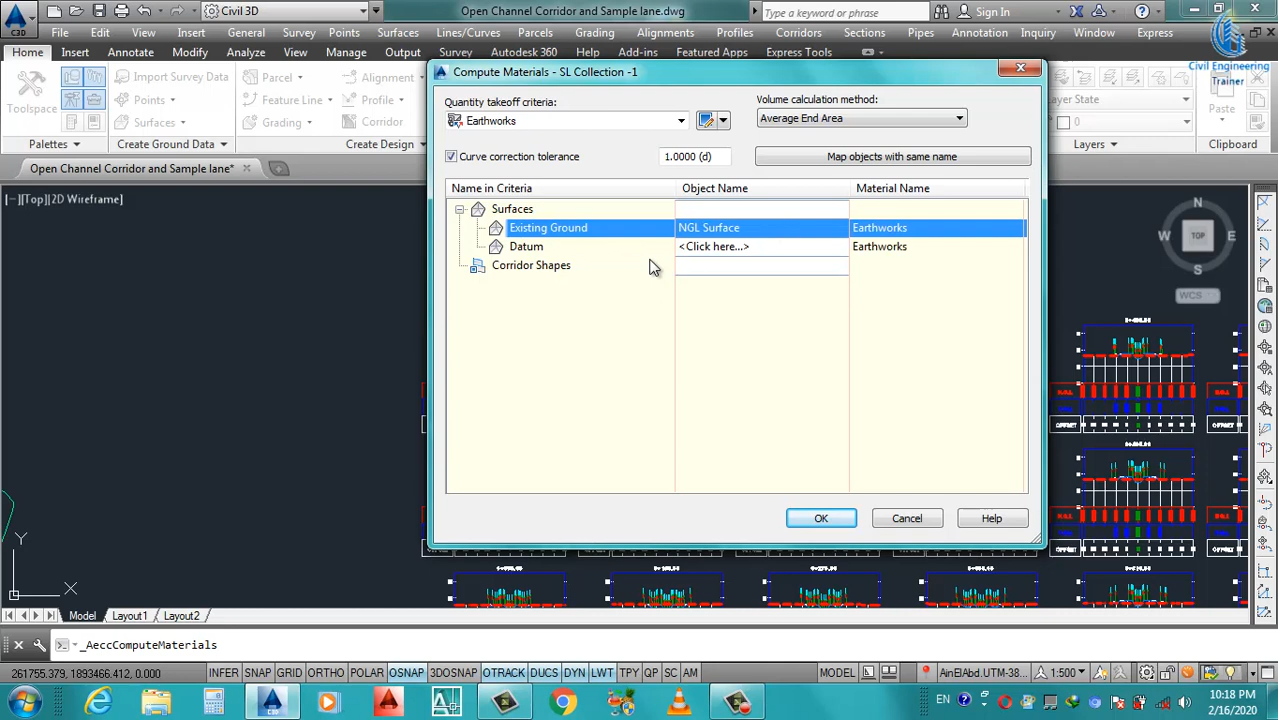 Civil 3D
Open Channel Corridor and Sample lane.dwg
Type a keyword or phrase
Sign In
File Edit View Insert General Survey Points Surfaces Lines/Curves Parcels Grading Alignments Profiles Corridors Sections Pipes Annotation Inquiry Window Express
Home Insert Annotate Modify Analyze View Manage Output Survey Autodesk 360 Help Add-ins Featured Apps Express Tools
Civil Engineering
Trainer
Toolspace
Import Survey Data
Points
Surfaces
Parcel
Feature Line
Grading
Alignment
Profile
Corridor
Layer State
0
Paste
Palettes
Create Ground Data
Create Design
Layers
Clipboard
Open Channel Corridor and Sample lane*
[−][Top][2D Wireframe]
Compute Materials - SL Collection -1
Quantity takeoff criteria:
Earthworks
Volume calculation method:
Average End Area
Curve correction tolerance
1.0000 (d)
Map objects with same name
Name in Criteria Object Name Material Name
Surfaces
Existing Ground NGL Surface Earthworks
Datum <Click here...> Earthworks
Corridor Shapes
OK Cancel Help
N
W TOP E
S
WCS
OFFSET
OFFSET
Y
X
Model Layout1 Layout2
_AeccComputeMaterials
261755.379, 1893466.412, 0.000
INFER SNAP GRID ORTHO POLAR OSNAP 3DOSNAP OTRACK DUCS DYN LWT TPY QP SC AM
MODEL
AinElAbd.UTM-38...
1:500
EN
10:18 PM
2/16/2020